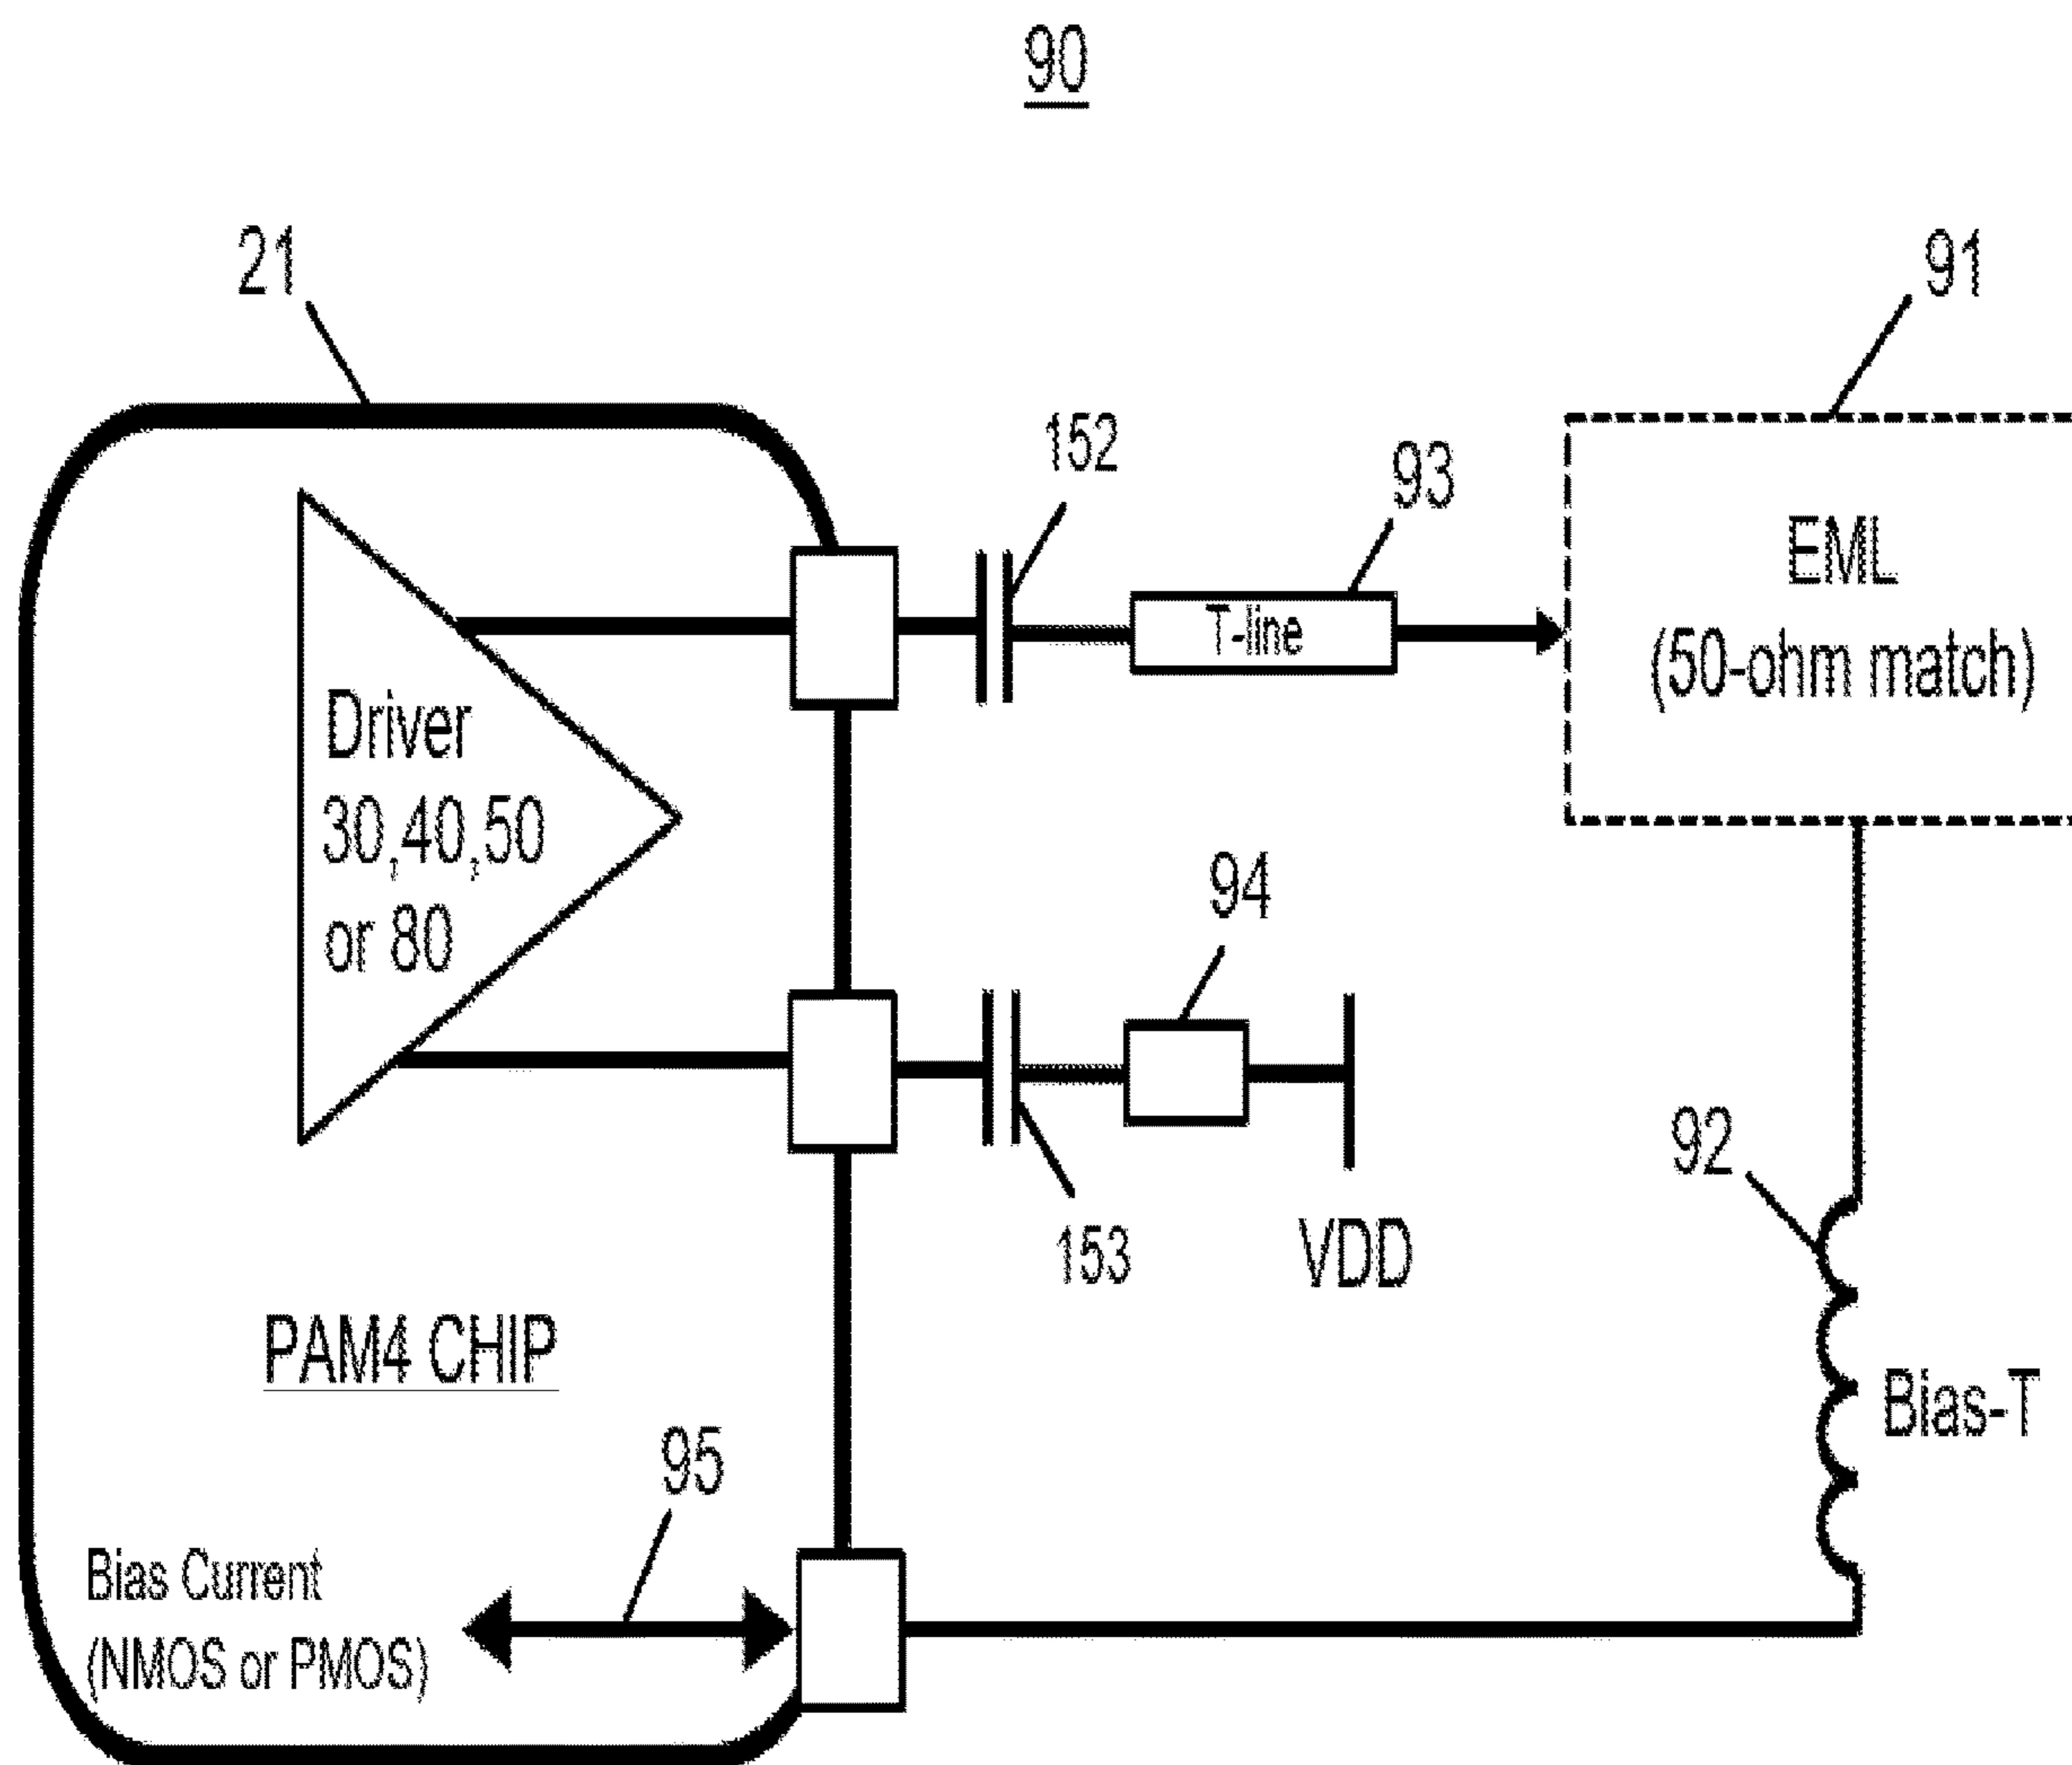 90
21
91
152
93
EML
(50-ohm match)
T-line
Driver
30,40,50
or 80
94
92
153
VDD
PAM4 CHIP
Bias-T
95
Bias Current
(NMOS or PMOS)